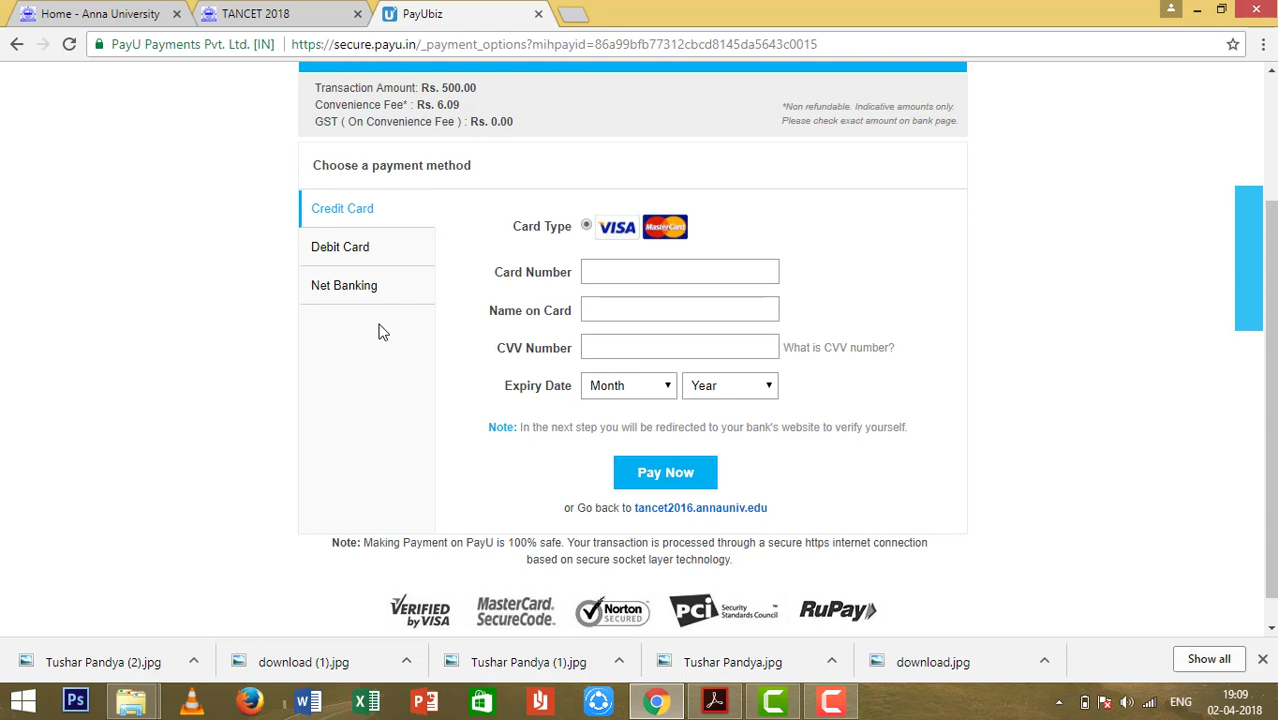 Home - Anna University
TANCET 2018
PayUbiz
PayU Payments Pvt. Ltd. [IN]
https://secure.payu.in/_payment_options?mihpayid=86a99bfb77312cbcd8145da5643c0015
Transaction Amount: Rs. 500.00
Convenience Fee* : Rs. 6.09
GST ( On Convenience Fee ) : Rs. 0.00
*Non refundable. Indicative amounts only.
Please check exact amount on bank page.
Choose a payment method
Credit Card
Debit Card
Net Banking
Card Type VISA MasterCard
Card Number
Name on Card
CVV Number What is CVV number?
Expiry Date Month Year
Note: In the next step you will be redirected to your bank's website to verify yourself.
Pay Now
or Go back to tancet2016.annauniv.edu
Note: Making Payment on PayU is 100% safe. Your transaction is processed through a secure https internet connection
based on secure socket layer technology.
VERIFIED by VISA
MasterCard. SecureCode.
Norton SECURED
PCI Security Standards Council
RuPay
Tushar Pandya (2).jpg
download (1).jpg
Tushar Pandya (1).jpg
Tushar Pandya.jpg
download.jpg
Show all
Ps
ENG
19:09
02-04-2018